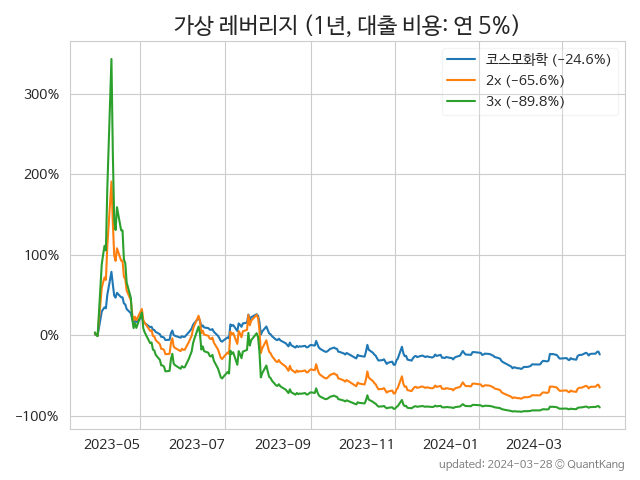 가상 레버리지 (1년, 대출 비용: 연 5%)
코스모화학 (−24.6%)
2x (−65.6%)
3x (−89.8%)
300%
200%
100%
0%
−100%
2023-05 2023-07 2023-09 2023-11 2024-01 2024-03
updated: 2024-03-28 © QuantKang